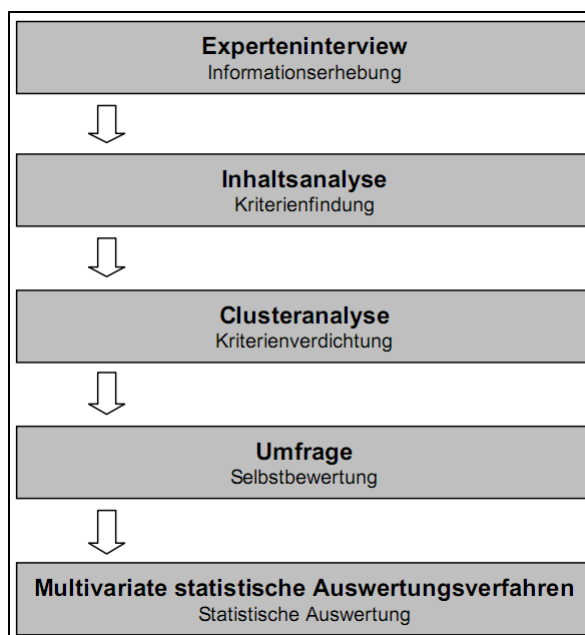 Experteninterview
Informationserhebung
Inhaltsanalyse
Kriterienfindung
Clusteranalyse
Kriterienverdichtung
Umfrage
Selbstbewertung
Multivariate statistische Auswertungsverfahren
Statistische Auswertung